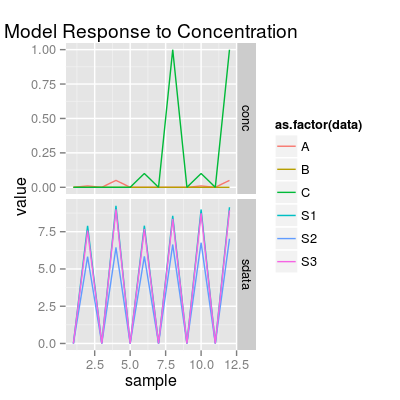 Model Response to Concentration
1.00
0.75
0.50
0.25
0.00
conc
value
7.5
5.0
2.5
0.0
sdata
2.5 5.0 7.5 10.0 12.5
sample
as.factor(data)
A
B
C
S1
S2
S3